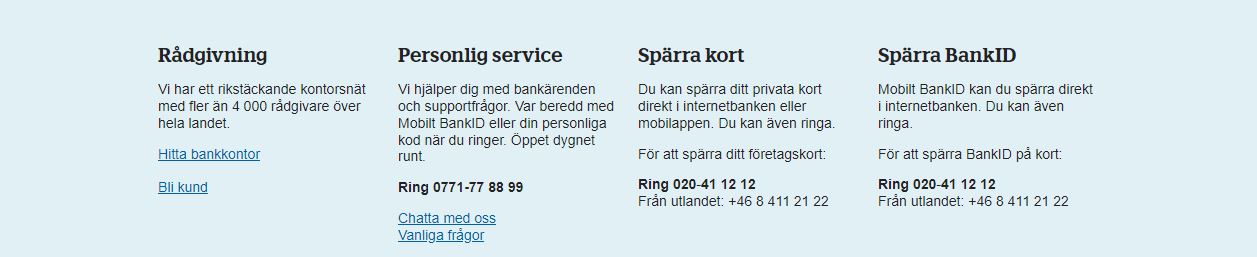 Rådgivning
Vi har ett rikstäckande kontorsnät
med fler än 4 000 rådgivare över
hela landet.
Hitta bankkontor
Bli kund
Personlig service
Vi hjälper dig med bankärenden
och supportfrågor. Var beredd med
Mobilt BankID eller din personliga
kod när du ringer. Öppet dygnet
runt.
Ring 0771-77 88 99
Chatta med oss
Vanliga frågor
Spärra kort
Du kan spärra ditt privata kort
direkt i internetbanken eller
mobilappen. Du kan även ringa.
För att spärra ditt företagskort:
Ring 020-41 12 12
Från utlandet: +46 8 411 21 22
Spärra BankID
Mobilt BankID kan du spärra direkt
i internetbanken. Du kan även
ringa.
För att spärra BankID på kort:
Ring 020-41 12 12
Från utlandet: +46 8 411 21 22